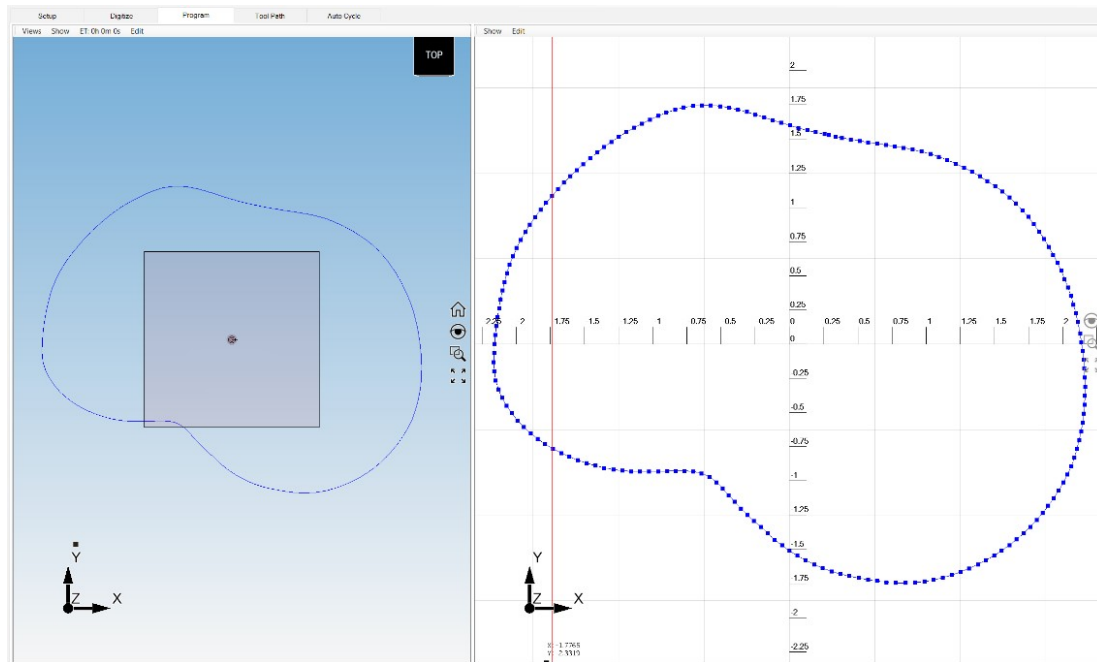 Setup Digitize Program Tool Path Auto Cycle
Views Show ET: 0h 0m 0s Edit
Show Edit
TOP
2
1.75
1.5
1.25
1
0.75
0.5
0.25
2.25 2 1.75 1.5 1.25 1 0.75 0.5 0.25 0 0.25 0.5 0.75 1 1.25 1.5 1.75 2
0
-0.25
-0.5
-0.75
-1
1.25
-1.5
1.75
-2
-2.25
Y
Z X
Y
Z X
X: -1.7765
Y: -2.3319